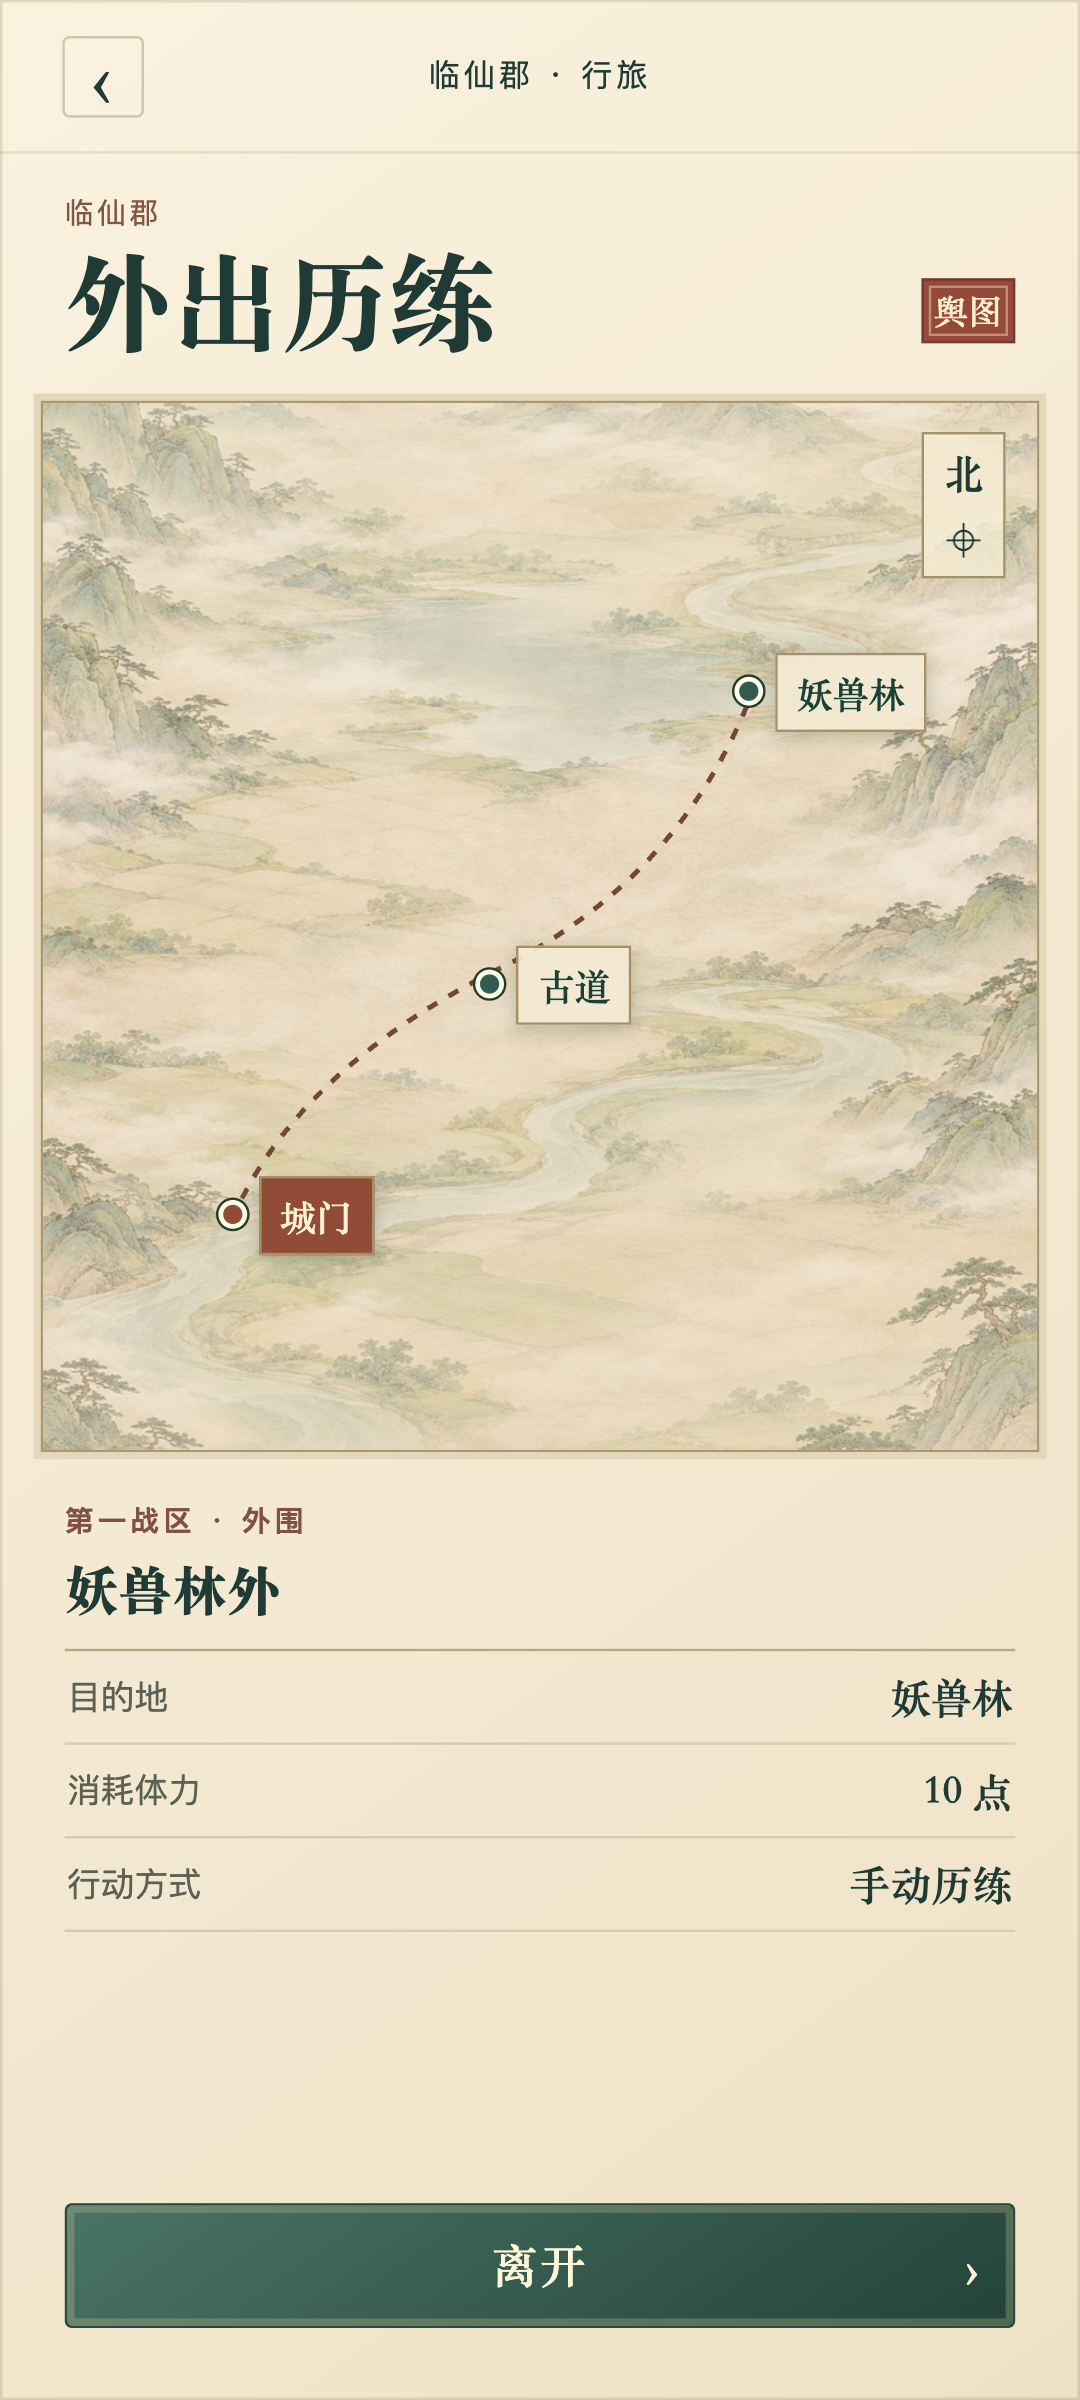 ‹
临仙郡 · 行旅
临仙郡
外出历练
舆图
北
妖兽林
古道
城门
第一战区 · 外围
妖兽林外
目的地 妖兽林
消耗体力 10 点
行动方式 手动历练
离开 ›